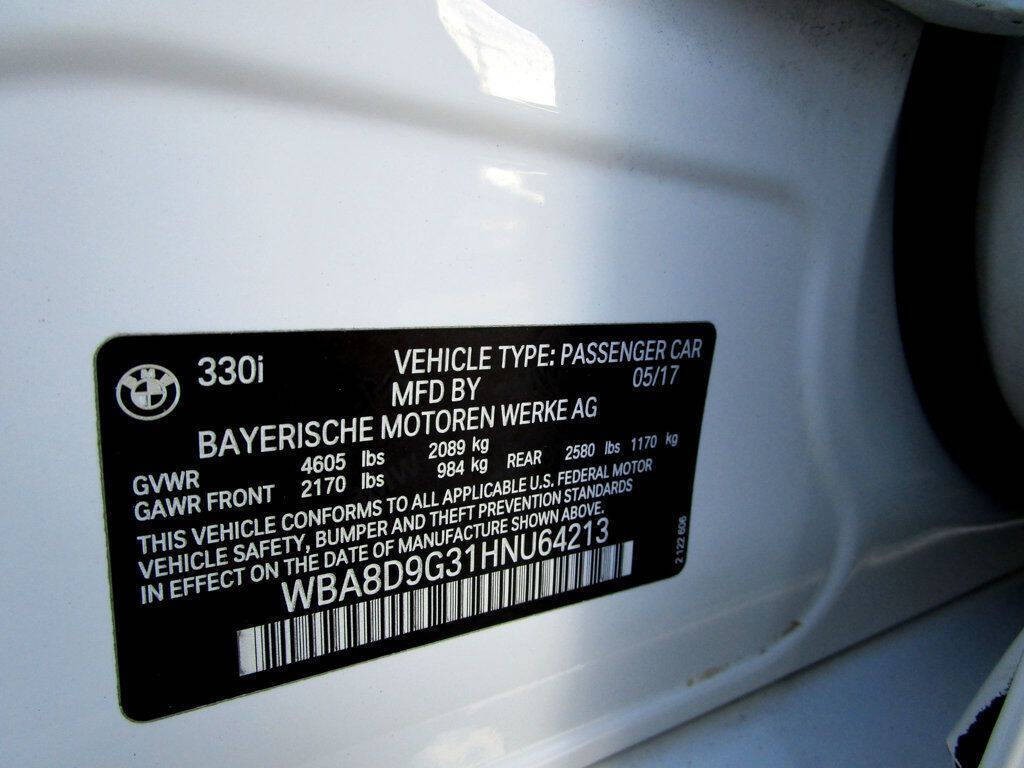 330i VEHICLE TYPE: PASSENGER CAR
MFD BY 05/17
BAYERISCHE MOTOREN WERKE AG
GVWR 4605 lbs 2089 kg
GAWR FRONT 2170 lbs 984 kg REAR 2580 lbs 1170 kg
THIS VEHICLE CONFORMS TO ALL APPLICABLE U.S. FEDERAL MOTOR
VEHICLE SAFETY, BUMPER AND THEFT PREVENTION STANDARDS
IN EFFECT ON THE DATE OF MANUFACTURE SHOWN ABOVE.
WBA8D9G31HNU64213
2 122 606